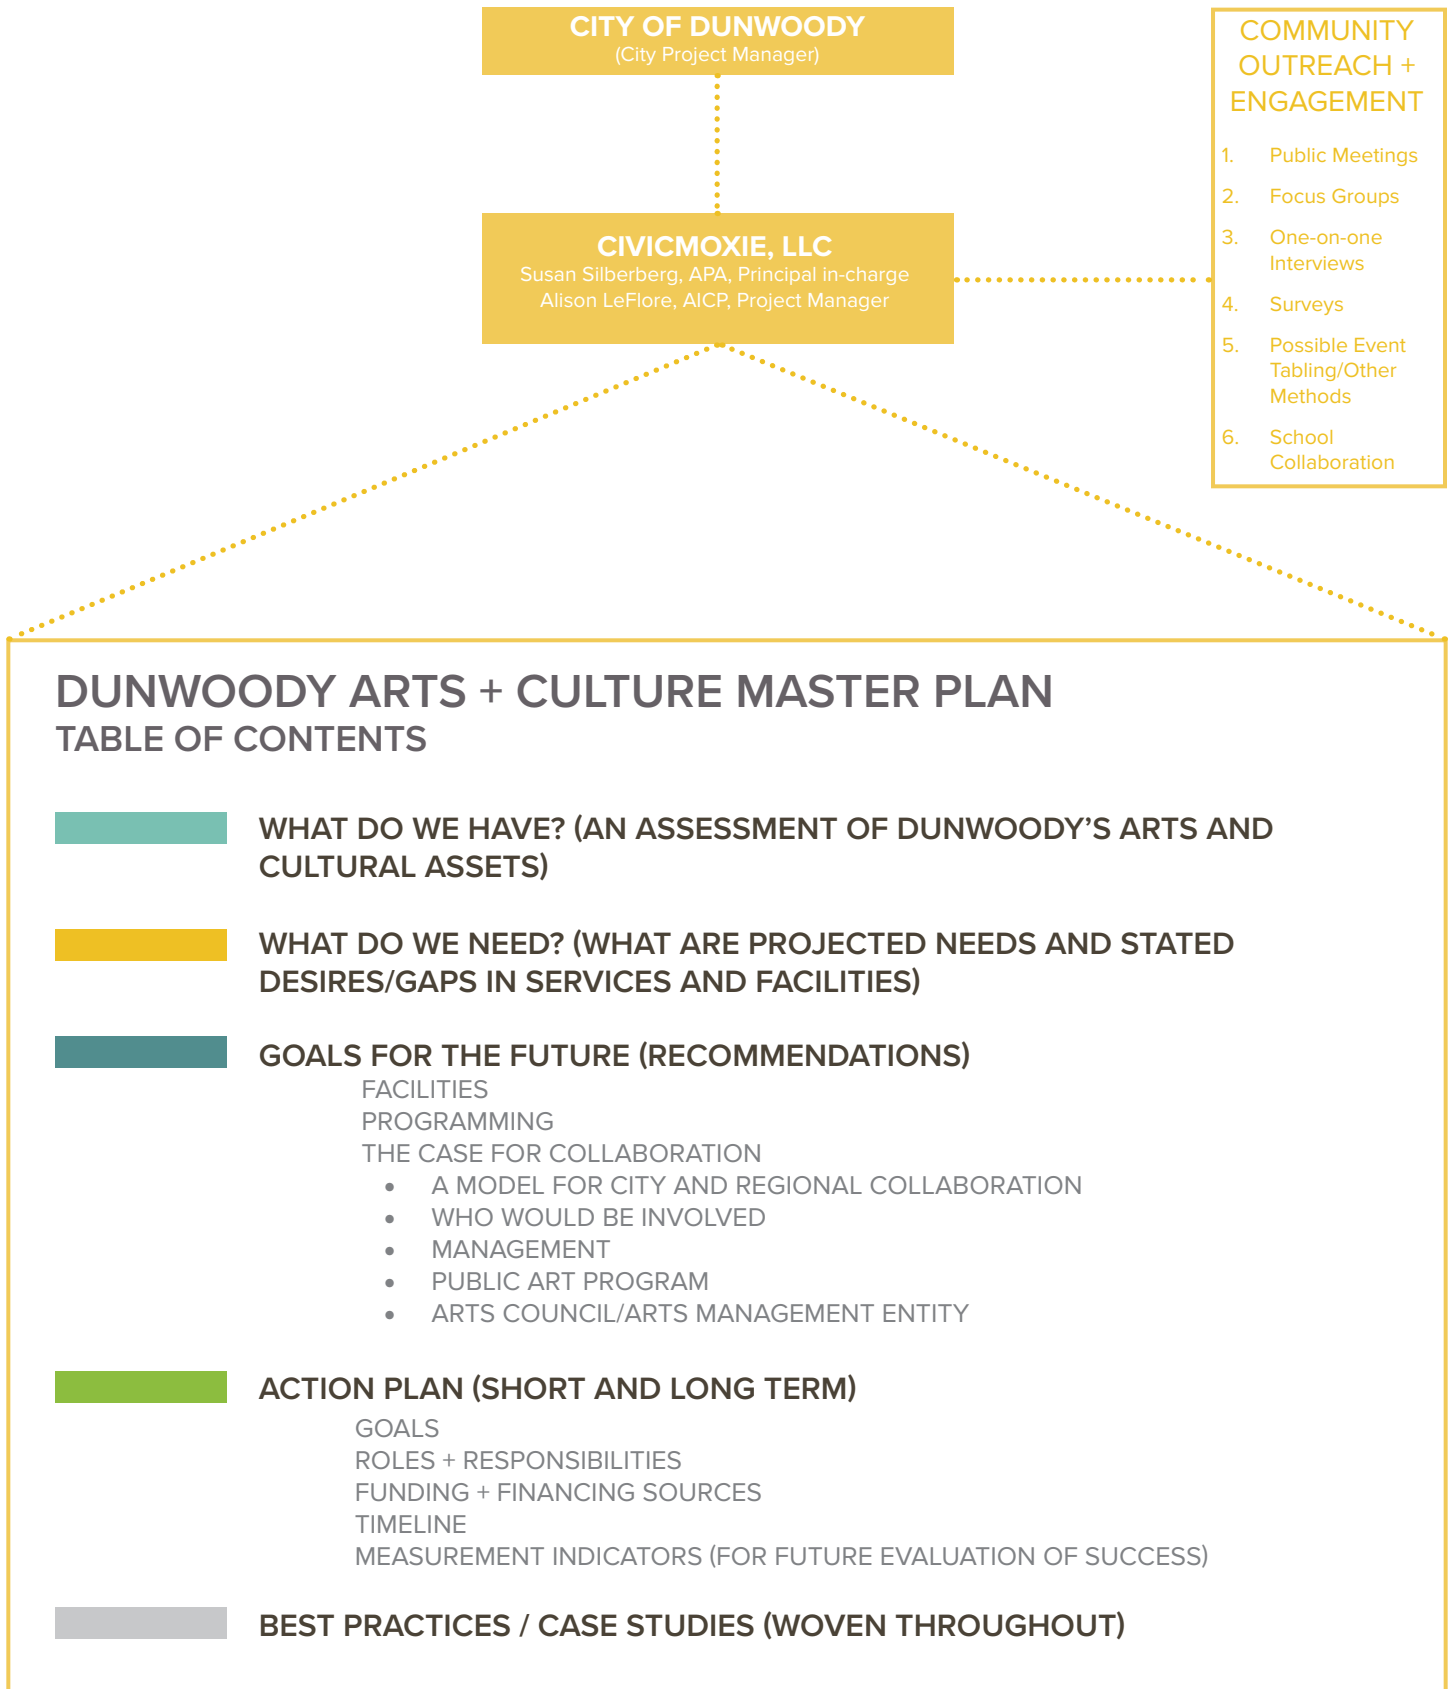 CITY OF DUNWOODY
(City Project Manager)
COMMUNITY
OUTREACH +
ENGAGEMENT
1. Public Meetings
2. Focus Groups
3. One-on-one
Interviews
4. Surveys
5. Possible Event
Tabling/Other
Methods
6. School
Collaboration
CIVICMOXIE, LLC
Susan Silberberg, APA, Principal in-charge
Alison LeFlore, AICP, Project Manager
DUNWOODY ARTS + CULTURE MASTER PLAN
TABLE OF CONTENTS
WHAT DO WE HAVE? (AN ASSESSMENT OF DUNWOODY’S ARTS AND
CULTURAL ASSETS)
WHAT DO WE NEED? (WHAT ARE PROJECTED NEEDS AND STATED
DESIRES/GAPS IN SERVICES AND FACILITIES)
GOALS FOR THE FUTURE (RECOMMENDATIONS)
FACILITIES
PROGRAMMING
THE CASE FOR COLLABORATION
• A MODEL FOR CITY AND REGIONAL COLLABORATION
• WHO WOULD BE INVOLVED
• MANAGEMENT
• PUBLIC ART PROGRAM
• ARTS COUNCIL/ARTS MANAGEMENT ENTITY
ACTION PLAN (SHORT AND LONG TERM)
GOALS
ROLES + RESPONSIBILITIES
FUNDING + FINANCING SOURCES
TIMELINE
MEASUREMENT INDICATORS (FOR FUTURE EVALUATION OF SUCCESS)
BEST PRACTICES / CASE STUDIES (WOVEN THROUGHOUT)